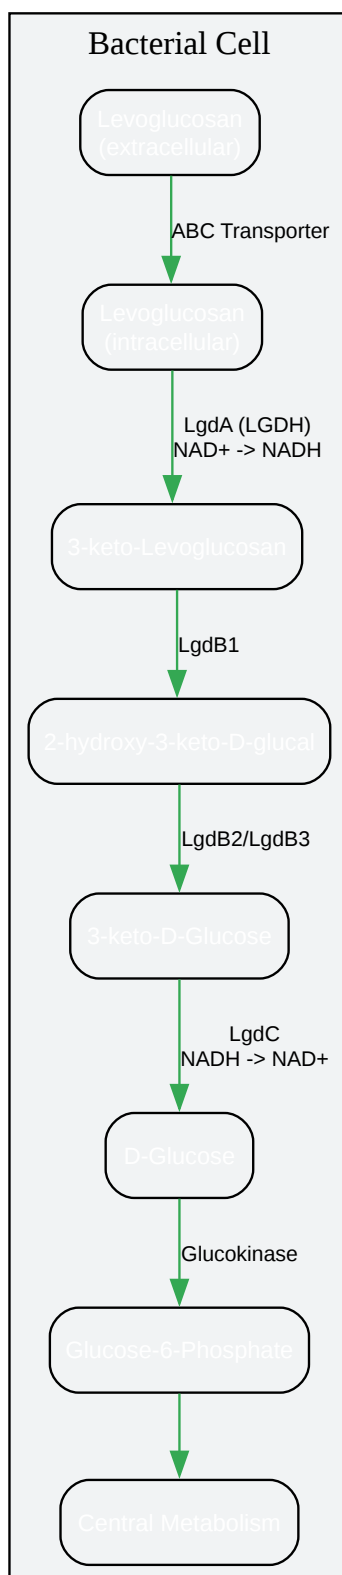 Bacterial Cell
Levoglucosan
(extracellular)
ABC Transporter
Levoglucosan
(intracellular)
LgdA (LGDH)
NAD+ -> NADH
3-keto-Levoglucosan
LgdB1
2-hydroxy-3-keto-D-glucal
LgdB2/LgdB3
3-keto-D-Glucose
LgdC
NADH -> NAD+
D-Glucose
Glucokinase
Glucose-6-Phosphate
Central Metabolism